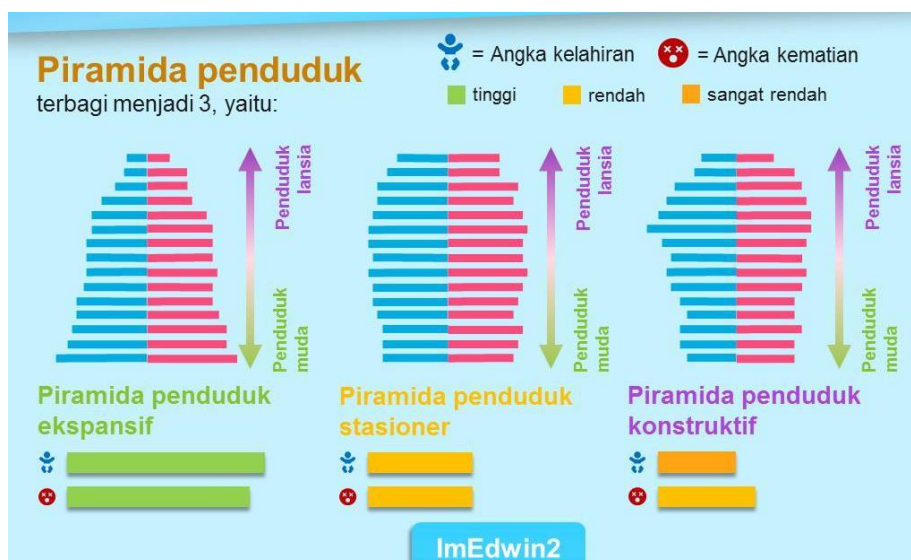 Piramida penduduk
terbagi menjadi 3, yaitu:
= Angka kelahiran
= Angka kematian
tinggi
rendah
sangat rendah
Penduduk
lansia
Penduduk
muda
Penduduk
lansia
Penduduk
muda
Penduduk
lansia
Penduduk
muda
Piramida penduduk
ekspansif
Piramida penduduk
stasioner
Piramida penduduk
konstruktif
ImEdwin2